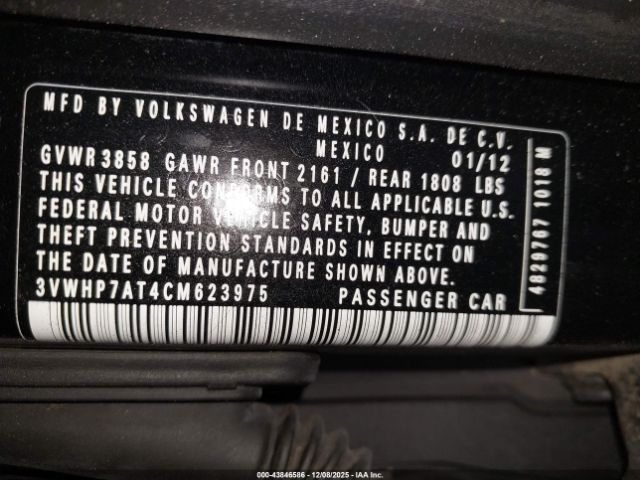 MFD BY VOLKSWAGEN DE MEXICO S.A. DE C.V.
MEXICO 01/12
GVWR 3858 GAWR FRONT 2161 / REAR 1808 LBS
THIS VEHICLE CONFORMS TO ALL APPLICABLE U.S.
FEDERAL MOTOR VEHICLE SAFETY, BUMPER AND
THEFT PREVENTION STANDARDS IN EFFECT ON
THE DATE OF MANUFACTURE SHOWN ABOVE.
3VWHP7AT4CM623975 PASSENGER CAR
4829707 1018 M
000-43846586 - 12/08/2025 - IAA Inc.